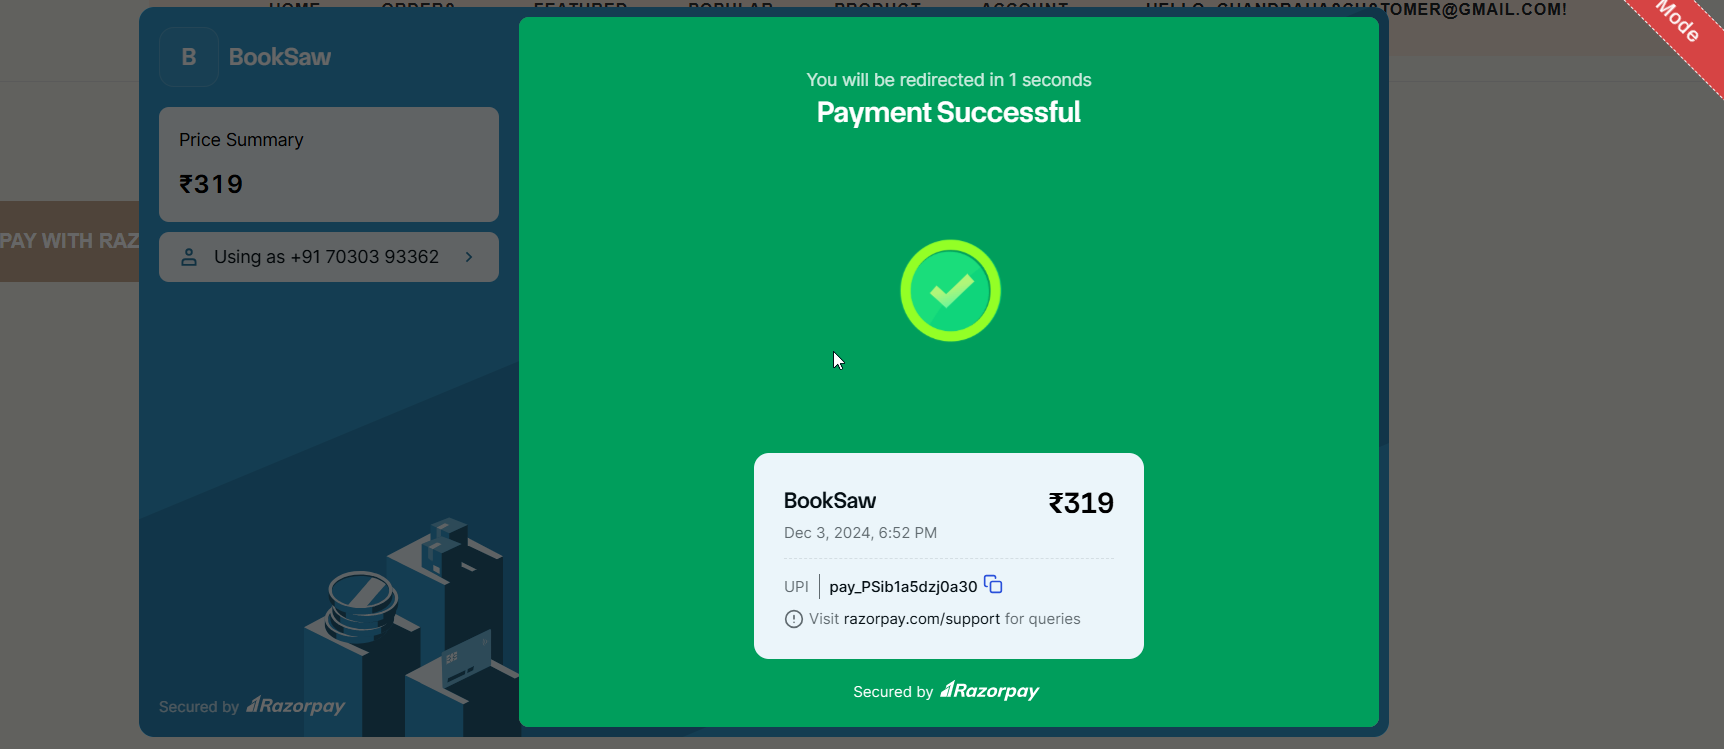 HOME ORDERS FEATURED POPULAR PRODUCT ACCOUNT HELLO, CHANDRAHASCUSTOMER@GMAIL.COM!
Mode
B BookSaw
Price Summary
₹319
PAY WITH RAZ
Using as +91 70303 93362
Secured by Razorpay
You will be redirected in 1 seconds
Payment Successful
BookSaw ₹319
Dec 3, 2024, 6:52 PM
UPI pay_PSib1a5dzj0a30
Visit razorpay.com/support for queries
Secured by Razorpay